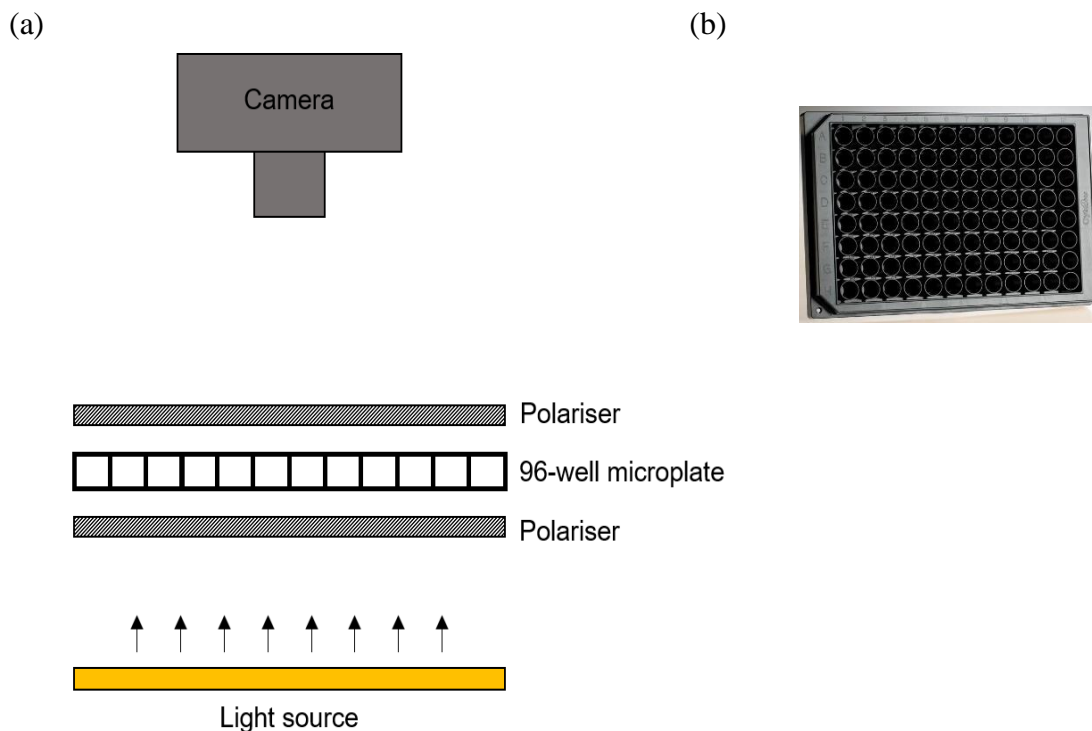 (a)
(b)
Camera
Polariser
96-well microplate
Polariser
Light source
A
B
C
D
E
F
G